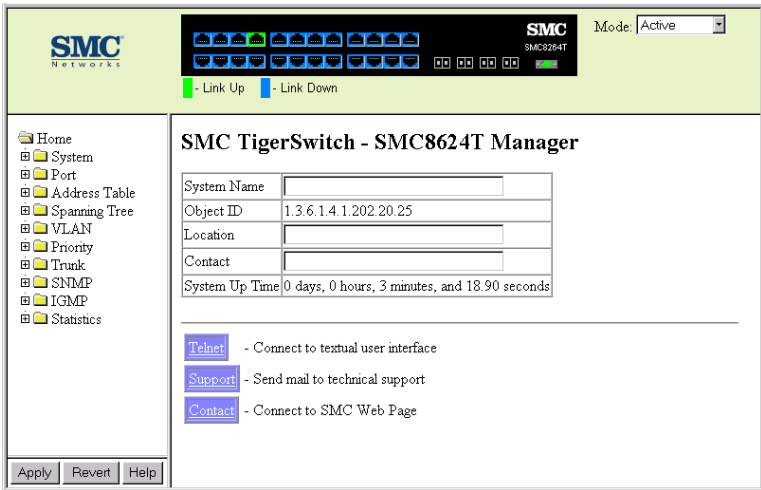 SMC
Networks
SMC
SMC8264T
Mode: Active
- Link Up - Link Down
Home
System
Port
Address Table
Spanning Tree
VLAN
Priority
Trunk
SNMP
IGMP
Statistics
Apply Revert Help
SMC TigerSwitch - SMC8624T Manager
System Name
Object ID 1.3.6.1.4.1.202.20.25
Location
Contact
System Up Time 0 days, 0 hours, 3 minutes, and 18.90 seconds
Telnet - Connect to textual user interface
Support - Send mail to technical support
Contact - Connect to SMC Web Page